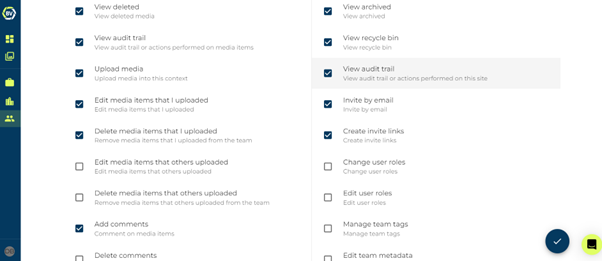 BV
View deleted
View deleted media
View audit trail
View audit trail or actions performed on media items
Upload media
Upload media into this context
Edit media items that I uploaded
Edit media items that I uploaded
Delete media items that I uploaded
Remove media items that I uploaded from the team
Edit media items that others uploaded
Edit media items that others uploaded
Delete media items that others uploaded
Remove media items that others uploaded from the team
Add comments
Comment on media items
Delete comments
View archived
View archived
View recycle bin
View recycle bin
View audit trail
View audit trail or actions performed on this site
Invite by email
Invite by email
Create invite links
Create invite links
Change user roles
Change user roles
Edit user roles
Edit user roles
Manage team tags
Manage team tags
Edit team metadata